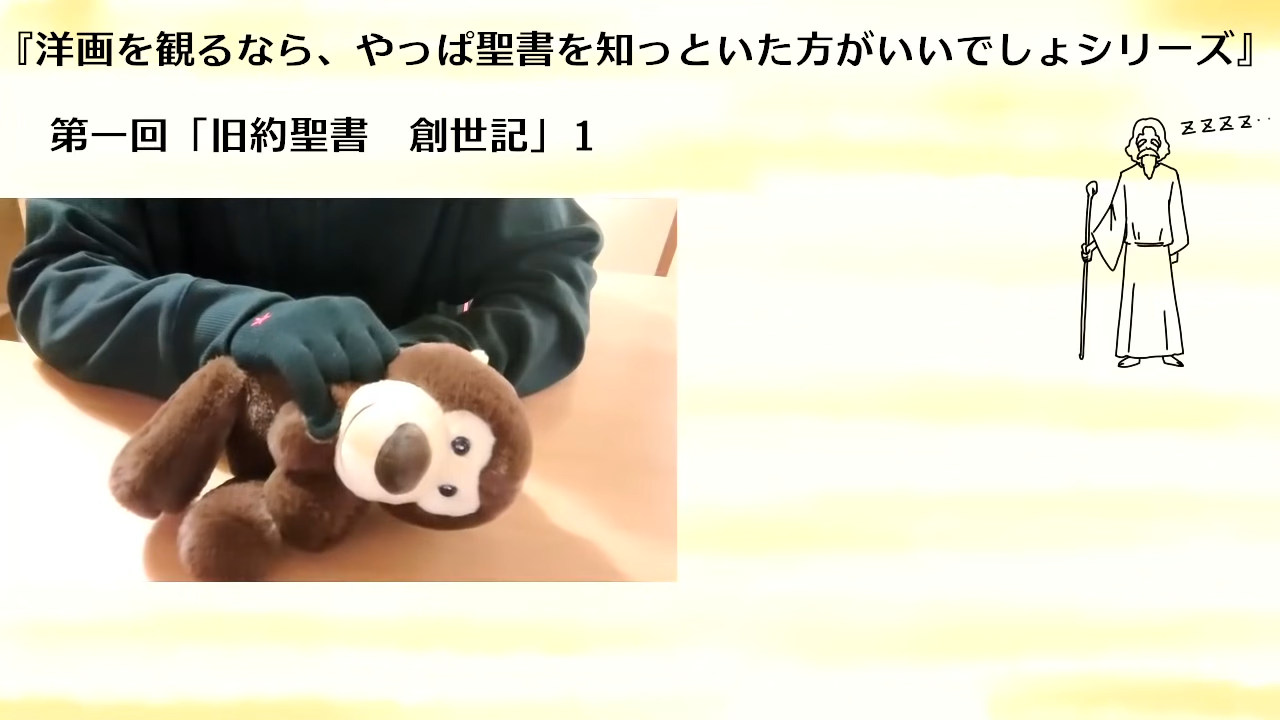 『洋画を観るなら、やっぱ聖書を知っといた方がいいでしょシリーズ』
第一回「旧約聖書　創世記」1
zzzz‥